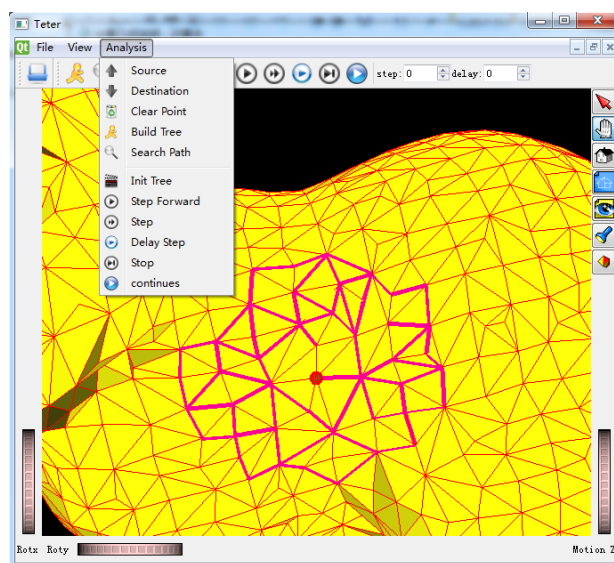 Teter
Qt File View Analysis
step: 0 delay: 0
Source
Destination
Clear Point
Build Tree
Search Path
Init Tree
Step Forward
Step
Delay Step
Stop
continues
Rotx Roty Motion Z